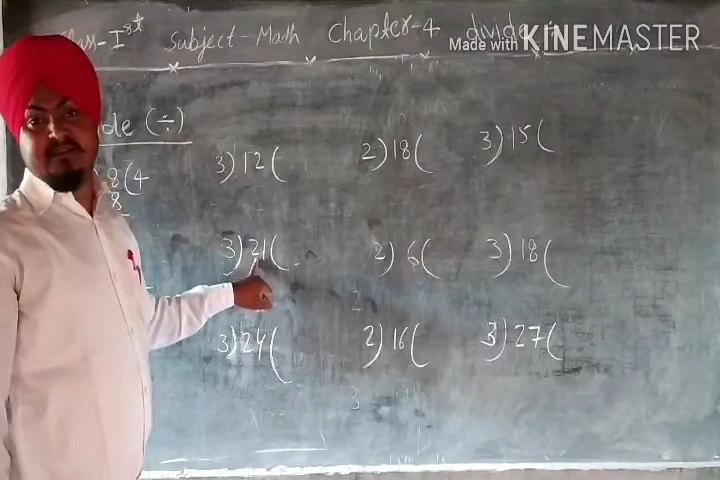 Class-Ist Subject-Math Chapter-4 divide
Made with KINEMASTER
ide (÷)
8(4 3)12( 2)18( 3)15(
8
3)21( 2)6( 3)18(
3)24( 2)16( 3)27(